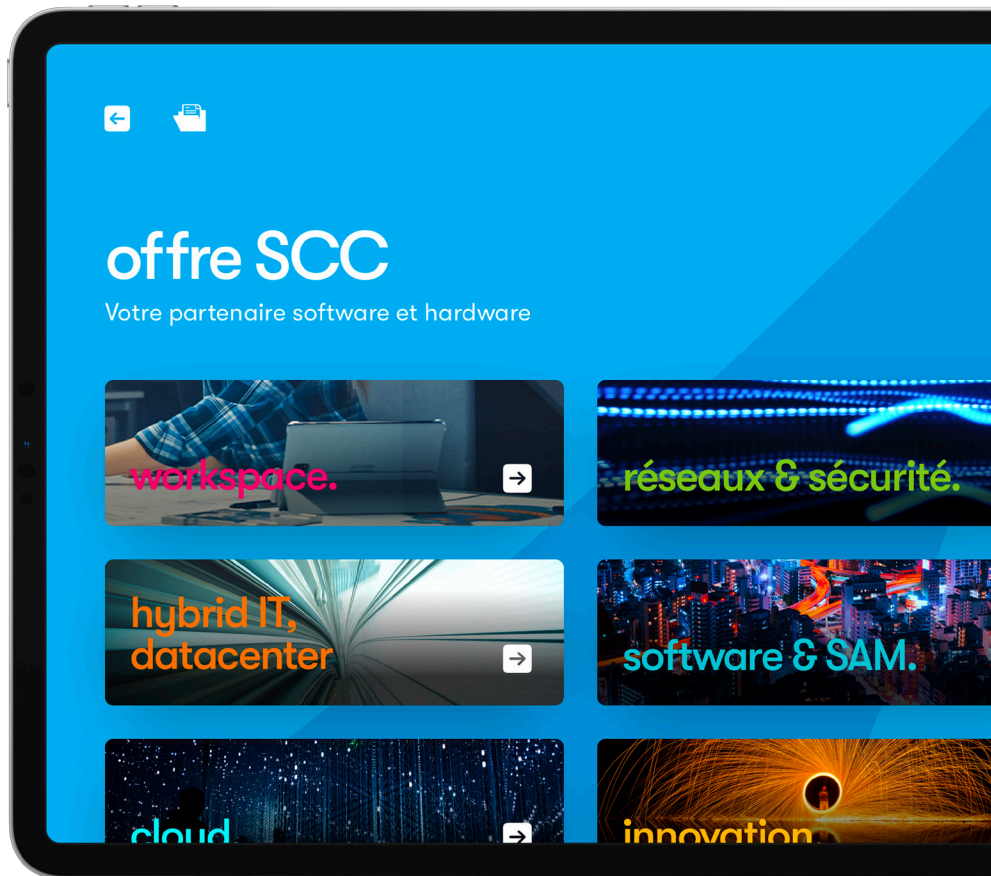 offre SCC
Votre partenaire software et hardware
workspace.
réseaux & sécurité.
hybrid IT,
datacenter
software & SAM.
cloud.
innovation.